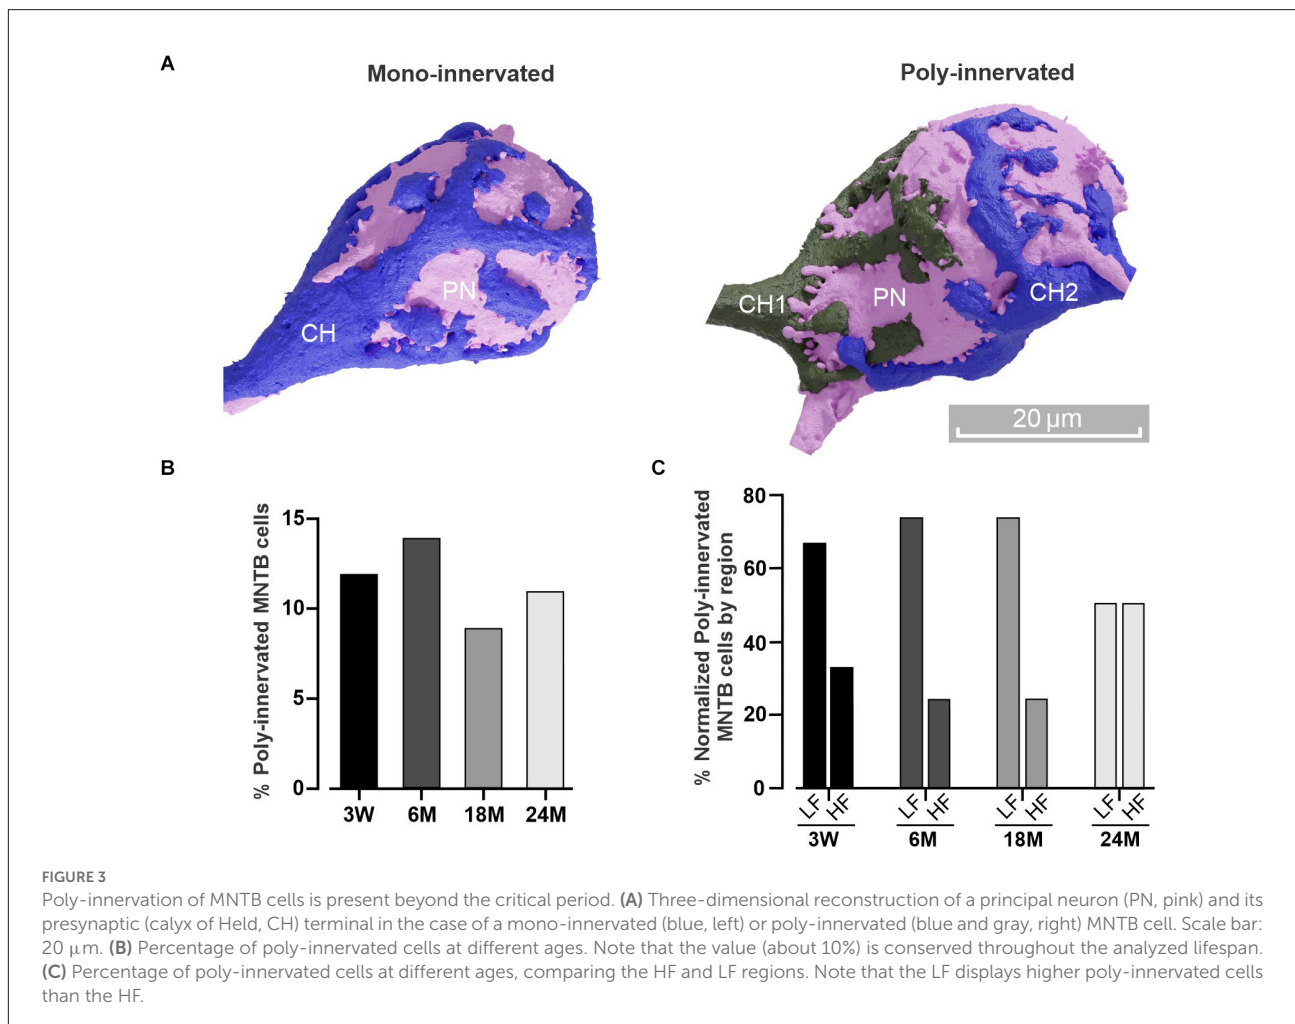 A
Mono-innervated
Poly-innervated
CH
PN
CH1
PN
CH2
20 μm
B
% Poly-innervated MNTB cells
15
10
5
0
3W 6M 18M 24M
C
% Normalized Poly-innervated
MNTB cells by region
80
60
40
20
0
LF HF LF HF LF HF LF HF
3W 6M 18M 24M
FIGURE 3
Poly-innervation of MNTB cells is present beyond the critical period. (A) Three-dimensional reconstruction of a principal neuron (PN, pink) and its
presynaptic (calyx of Held, CH) terminal in the case of a mono-innervated (blue, left) or poly-innervated (blue and gray, right) MNTB cell. Scale bar:
20 μm. (B) Percentage of poly-innervated cells at different ages. Note that the value (about 10%) is conserved throughout the analyzed lifespan.
(C) Percentage of poly-innervated cells at different ages, comparing the HF and LF regions. Note that the LF displays higher poly-innervated cells
than the HF.